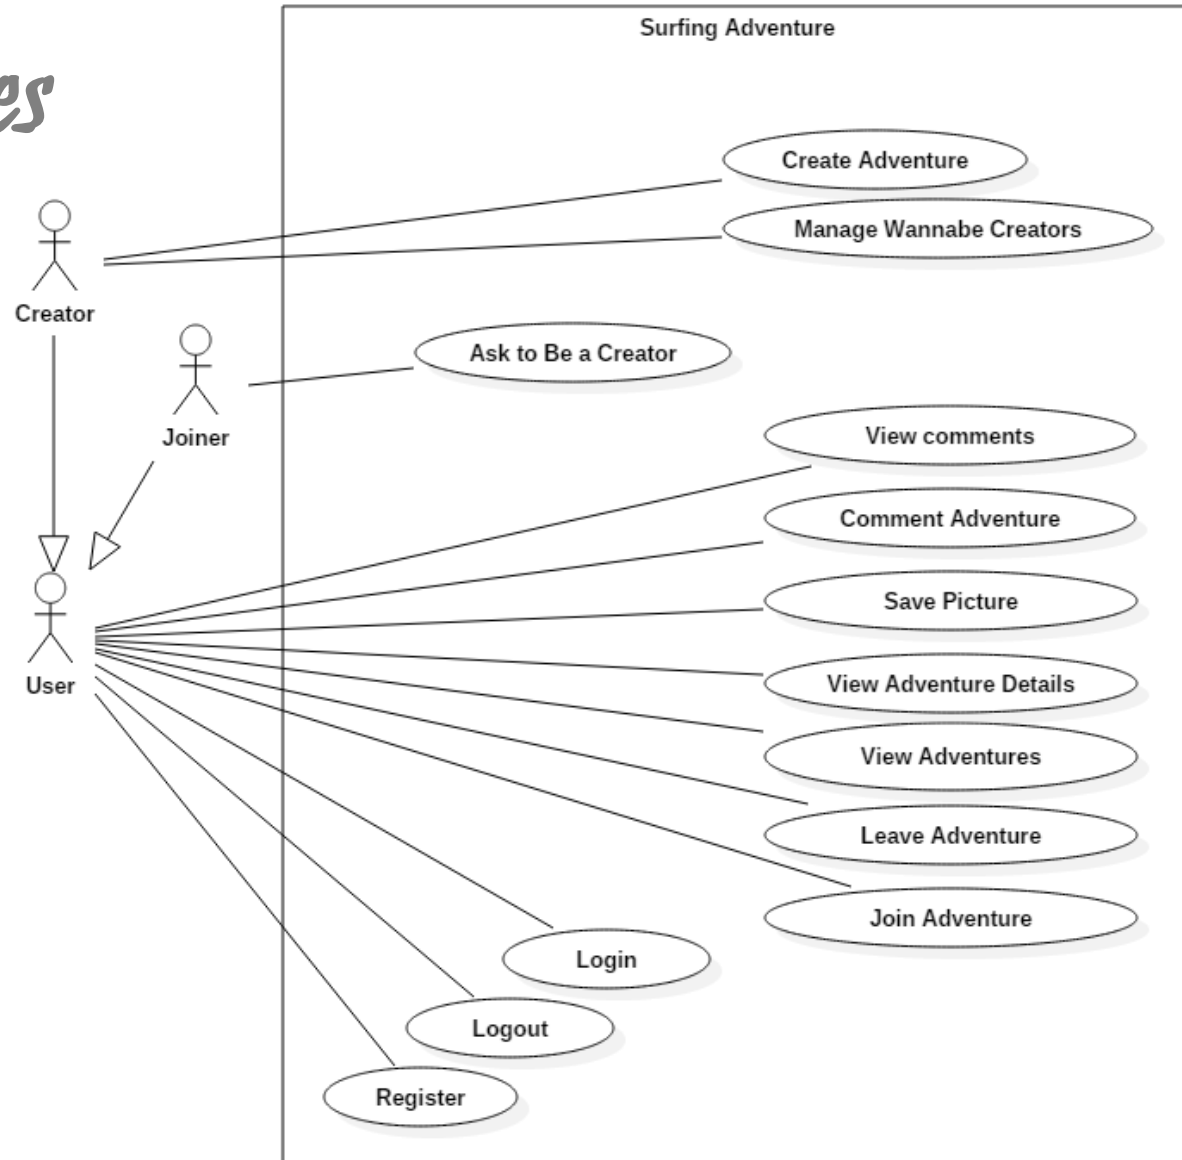 Surfing Adventure
Create Adventure
Manage Wannabe Creators
Creator
Ask to Be a Creator
Joiner
View comments
Comment Adventure
Save Picture
View Adventure Details
User
View Adventures
Leave Adventure
Join Adventure
Login
Logout
Register